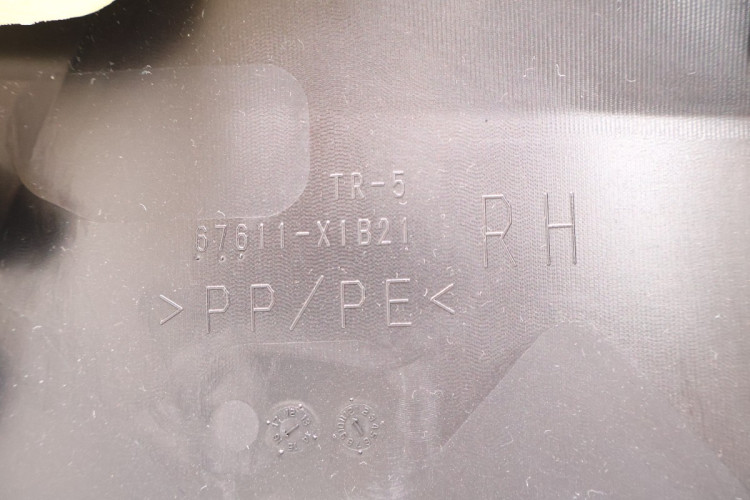 TR-5
67611-X1B21
RH
>PP/PE<